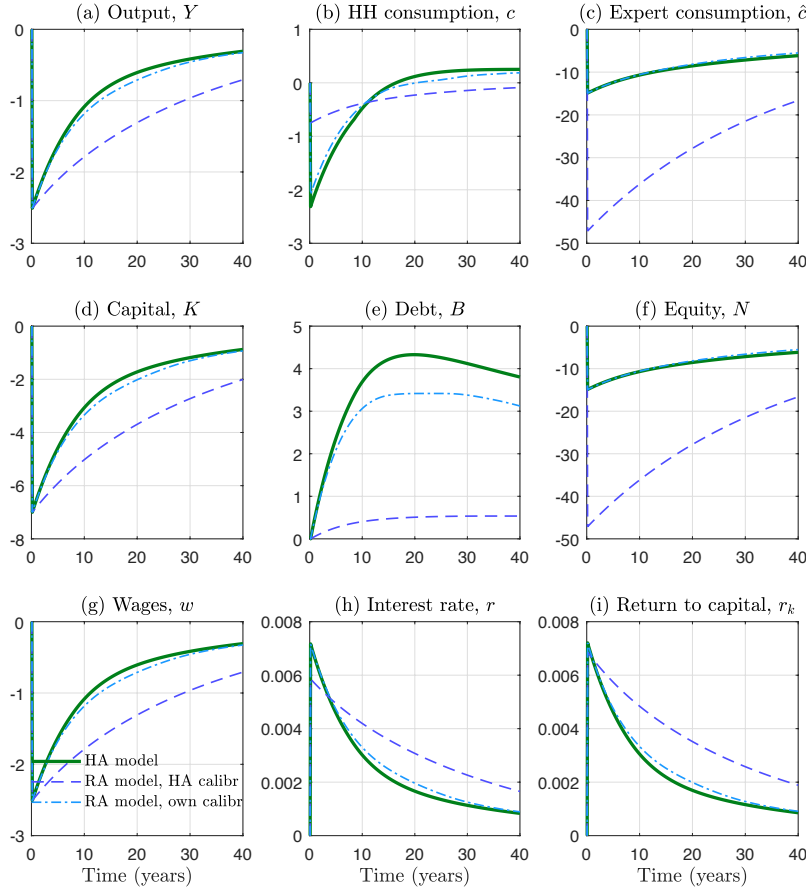 (a) Output, Y
(b) HH consumption, c
(c) Expert consumption, ĉ
0
-1
-2
-3
0 10 20 30 40
1
0
-1
-2
-3
0 10 20 30 40
0
-10
-20
-30
-40
-50
0 10 20 30 40
(d) Capital, K
(e) Debt, B
(f) Equity, N
0
-2
-4
-6
-8
0 10 20 30 40
5
4
3
2
1
0
0 10 20 30 40
0
-10
-20
-30
-40
-50
0 10 20 30 40
(g) Wages, w
(h) Interest rate, r
(i) Return to capital, rₖ
0
-1
-2
-3
HA model
RA model, HA calibr
RA model, own calibr
0 10 20 30 40
Time (years)
0.008
0.006
0.004
0.002
0
0 10 20 30 40
Time (years)
0.008
0.006
0.004
0.002
0
0 10 20 30 40
Time (years)